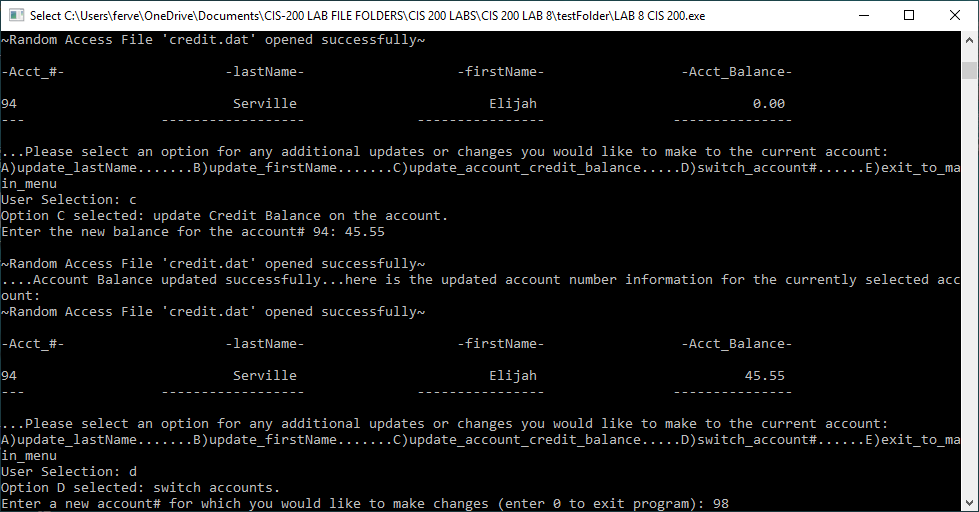 Select C:\Users\ferve\OneDrive\Documents\CIS-200 LAB FILE FOLDERS\CIS 200 LABS\CIS 200 LAB 8\testFolder\LAB 8 CIS 200.exe
~Random Access File 'credit.dat' opened successfully~
-Acct_#- -lastName- -firstName- -Acct_Balance-
94 Serville Elijah 0.00
--- ------------------ ---------------- ---------------
...Please select an option for any additional updates or changes you would like to make to the current account:
A)update_lastName.......B)update_firstName.......C)update_account_credit_balance.....D)switch_account#......E)exit_to_ma
in_menu
User Selection: c
Option C selected: update Credit Balance on the account.
Enter the new balance for the account# 94: 45.55
~Random Access File 'credit.dat' opened successfully~
....Account Balance updated successfully...here is the updated account number information for the currently selected acc
ount:
~Random Access File 'credit.dat' opened successfully~
-Acct_#- -lastName- -firstName- -Acct_Balance-
94 Serville Elijah 45.55
--- ------------------ ---------------- ---------------
...Please select an option for any additional updates or changes you would like to make to the current account:
A)update_lastName.......B)update_firstName.......C)update_account_credit_balance.....D)switch_account#......E)exit_to_ma
in_menu
User Selection: d
Option D selected: switch accounts.
Enter a new account# for which you would like to make changes (enter 0 to exit program): 98